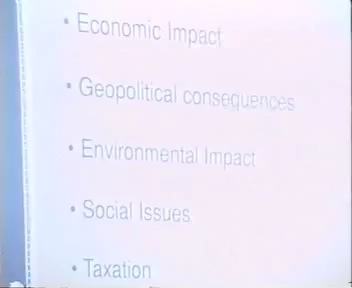 • Economic Impact
• Geopolitical consequences
• Environmental Impact
• Social Issues
• Taxation